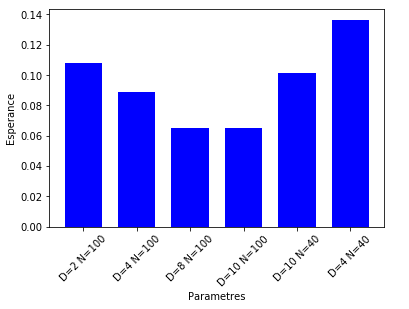 0.14
0.12
0.10
0.08
0.06
0.04
0.02
0.00
Esperance
D=2 N=100
D=4 N=100
D=8 N=100
D=10 N=100
D=10 N=40
D=4 N=40
Parametres